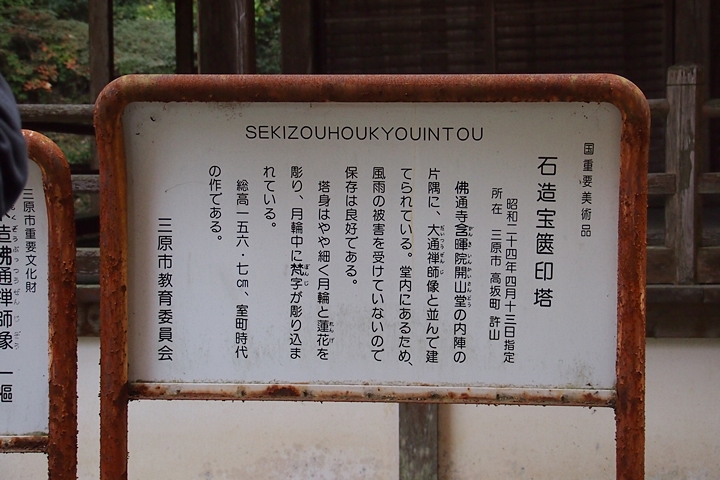 SEKIZOUHOUKYOUINTOU
国重要美術品
石造宝篋印塔
昭和二十四年四月十三日指定
所在 三原市 高坂町 許山
佛通寺含暉院開山堂の内陣の
片隅に、大通禅師像と並んで建
てられている。堂内にあるため、
風雨の被害を受けていないので
保存は良好である。
塔身はやや細く月輪と蓮花を
彫り、月輪中に梵字が彫り込ま
れている。
総高一五六・七㎝、室町時代
の作である。
三原市教育委員会
三原市重要文化財
木造佛通禅師像 一軀